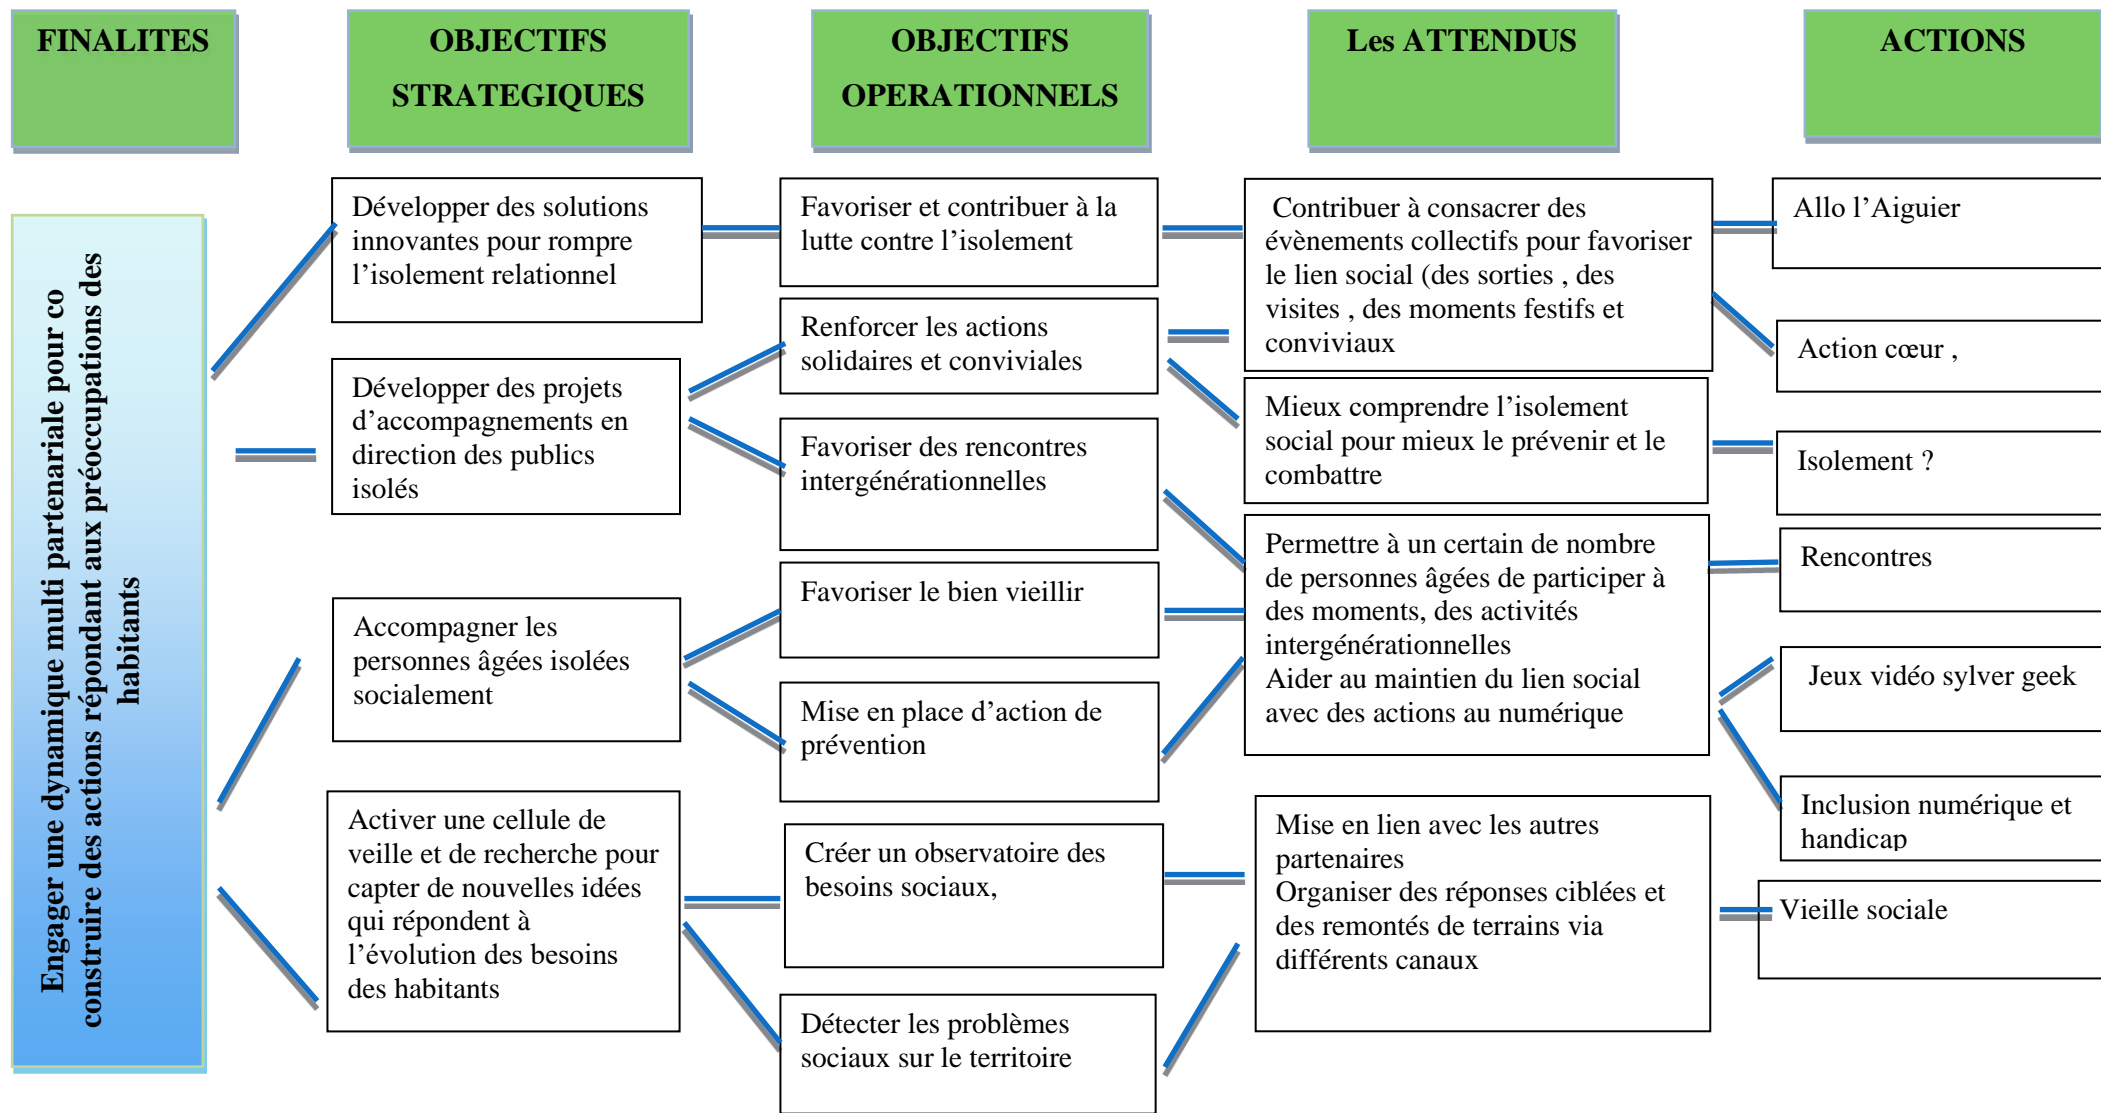 FINALITES
OBJECTIFS
STRATEGIQUES
OBJECTIFS
OPERATIONNELS
Les ATTENDUS
ACTIONS
Engager une dynamique multi partenariale pour co
construire des actions répondant aux préoccupations des
habitants
Développer des solutions
innovantes pour rompre
l’isolement relationnel
Développer des projets
d’accompagnements en
direction des publics
isolés
Accompagner les
personnes âgées isolées
socialement
Activer une cellule de
veille et de recherche pour
capter de nouvelles idées
qui répondent à
l’évolution des besoins
des habitants
Favoriser et contribuer à la
lutte contre l’isolement
Renforcer les actions
solidaires et conviviales
Favoriser des rencontres
intergénérationnelles
Favoriser le bien vieillir
Mise en place d’action de
prévention
Créer un observatoire des
besoins sociaux,
Détecter les problèmes
sociaux sur le territoire
Contribuer à consacrer des
évènements collectifs pour favoriser
le lien social (des sorties , des
visites , des moments festifs et
conviviaux
Mieux comprendre l’isolement
social pour mieux le prévenir et le
combattre
Permettre à un certain de nombre
de personnes âgées de participer à
des moments, des activités
intergénérationnelles
Aider au maintien du lien social
avec des actions au numérique
Mise en lien avec les autres
partenaires
Organiser des réponses ciblées et
des remontés de terrains via
différents canaux
Allo l’Aiguier
Action cœur ,
Isolement ?
Rencontres
Jeux vidéo sylver geek
Inclusion numérique et
handicap
Vieille sociale